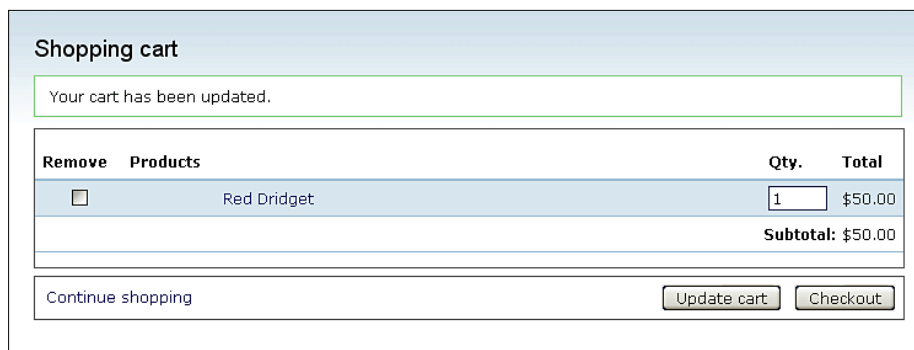 Shopping cart
Your cart has been updated.
Remove Products Qty. Total
Red Dridget 1 $50.00
Subtotal: $50.00
Continue shopping Update cart Checkout